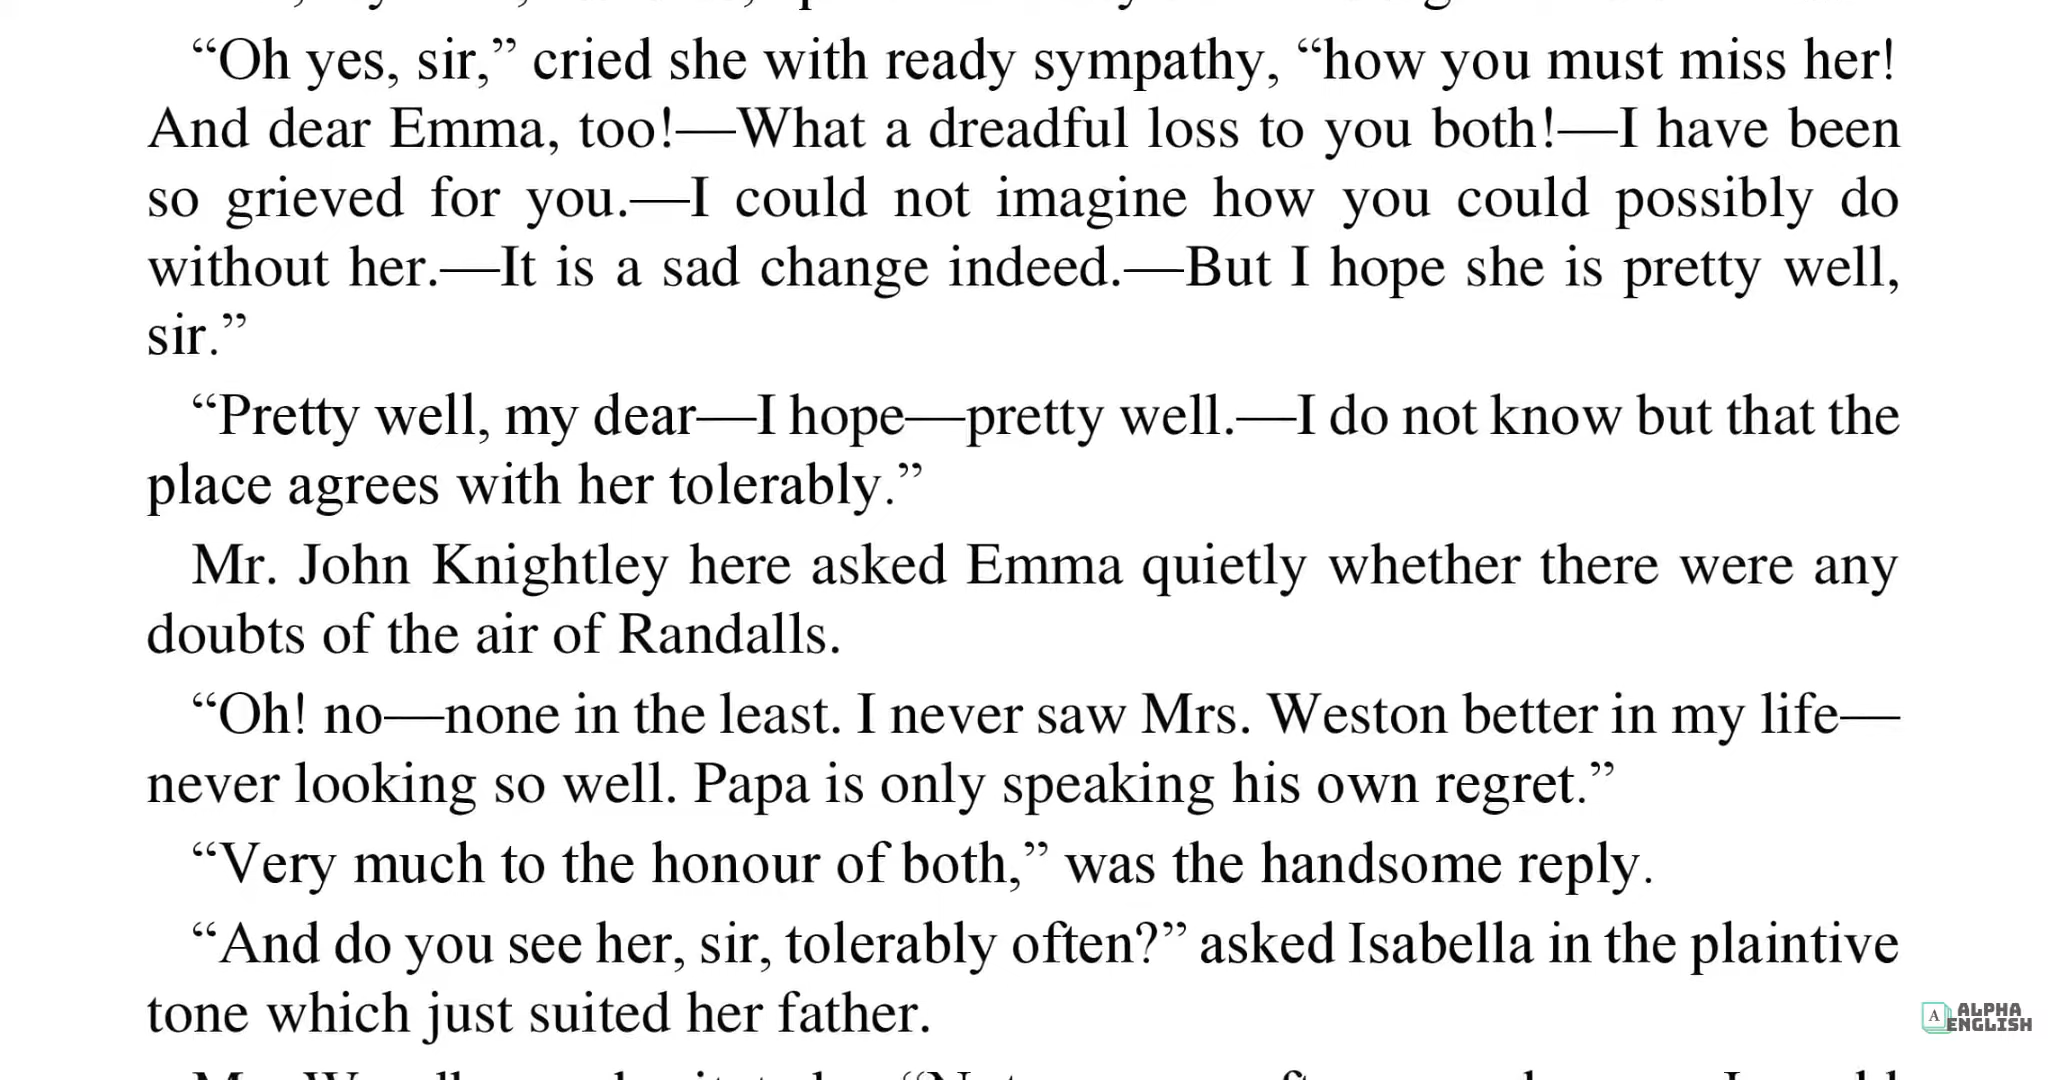 “Oh yes, sir,” cried she with ready sympathy, “how you must miss her!
And dear Emma, too!—What a dreadful loss to you both!—I have been
so grieved for you.—I could not imagine how you could possibly do
without her.—It is a sad change indeed.—But I hope she is pretty well,
sir.”
“Pretty well, my dear—I hope—pretty well.—I do not know but that the
place agrees with her tolerably.”
Mr. John Knightley here asked Emma quietly whether there were any
doubts of the air of Randalls.
“Oh! no—none in the least. I never saw Mrs. Weston better in my life—
never looking so well. Papa is only speaking his own regret.”
“Very much to the honour of both,” was the handsome reply.
“And do you see her, sir, tolerably often?” asked Isabella in the plaintive
tone which just suited her father.
A ALPHA
ENGLISH